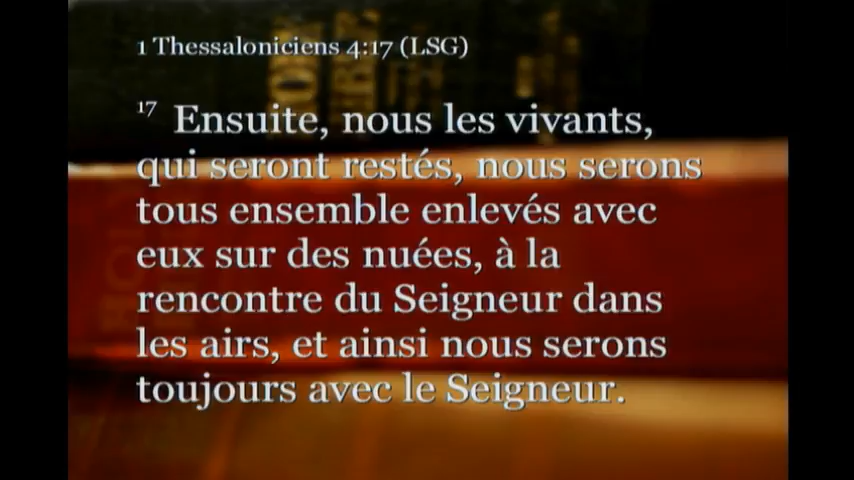 1 Thessaloniciens 4:17 (LSG)
17 Ensuite, nous les vivants,
qui seront restés, nous serons
tous ensemble enlevés avec
eux sur des nuées, à la
rencontre du Seigneur dans
les airs, et ainsi nous serons
toujours avec le Seigneur.